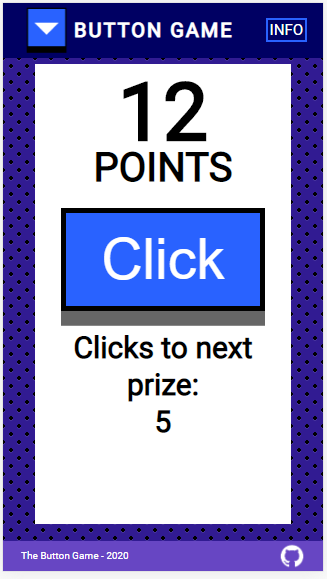 BUTTON GAME
INFO
12
POINTS
Click
Clicks to next
prize:
5
The Button Game - 2020